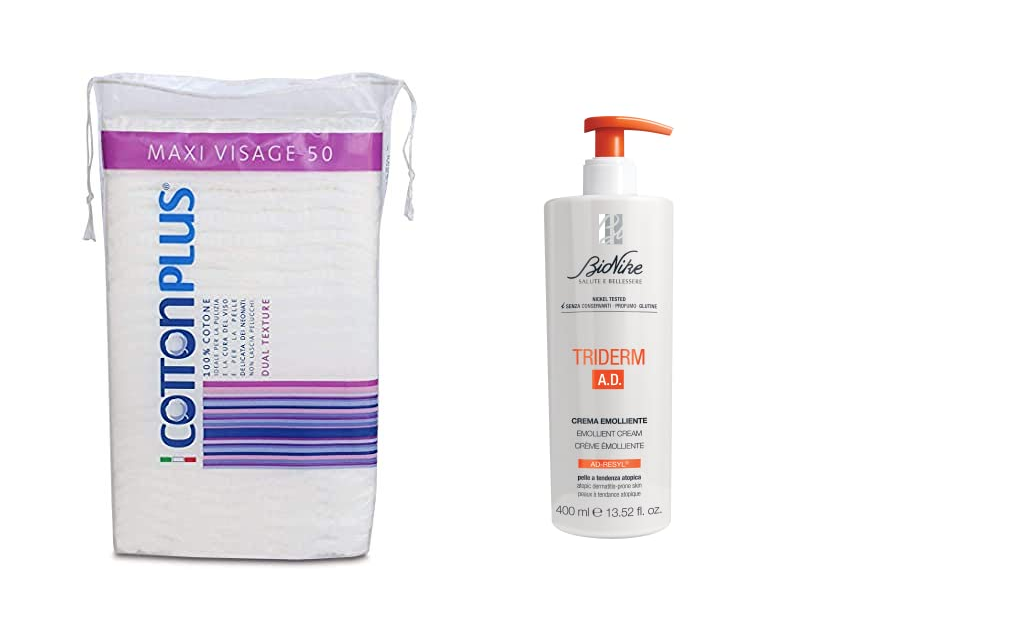 MAXI VISAGE 50
COTTONPLUS®
100% COTONE
IDEALE PER LA PULIZIA
E LA CURA DEL VISO
E PER LA PELLE
DELICATA DEI NEONATI.
NON LASCIA PELUCCHI.
DUAL TEXTURE
BioNike
SALUTE E BELLESSERE
NICKEL TESTED
SENZA CONSERVANTI · PROFUMO · GLUTINE
TRIDERM
A.D.
CREMA EMOLLIENTE
EMOLLIENT CREAM
CRÈME ÉMOLLIENTE
AD-RESYL®
pelle a tendenza atopica
atopic dermatitis-prone skin
peaux à tendance atopique
400 ml ℮ 13.52 fl. oz.